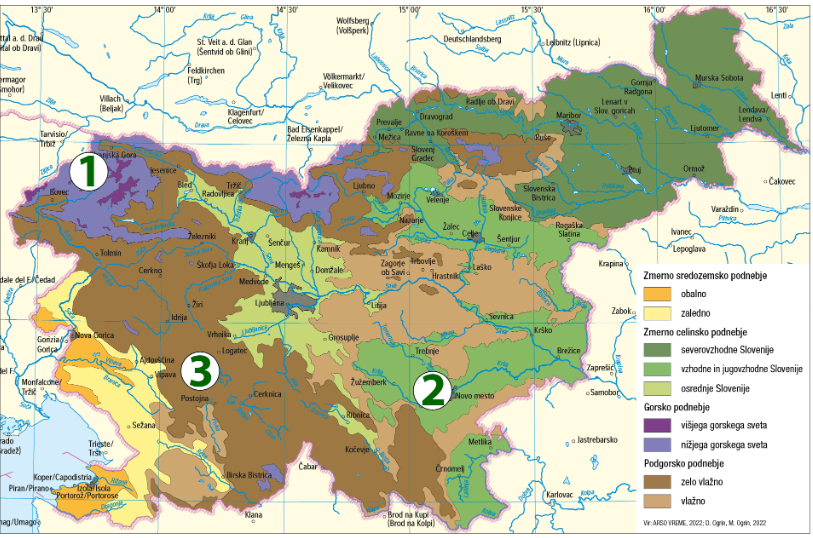 13°30'
14°00'
14°30'
15°00'
15°30'
16°00'
16°30'
Wolfsberg
(Volšperk)
St. Veit a. d. Glan
(Šentvid ob Glini)
Feldkirchen
(Trg)
Deutschlandsberg
Leibnitz (Lipnica)
Völkermarkt/
Velikovec
Villach
(Beljak)
Klagenfurt/
Celovec
Bad Eisenkappel/
Železna Kapla
Tarvisio/
Trbiž
Drava
Gornja
Radgona
Murska Sobota
Lenti
Radlje ob Dravi
Dravograd
Prevalje
Ravne na Koroškem
Mežica
Maribor
Lenart v
Slov. goricah
Lendava/
Lendva
Ljutomer
Ruše
Slovenj
Gradec
1
Jesenice
Bovec
Bled
Radovljica
Tržič
Ljubno
Mozirje
Velenje
Nazarje
Ptuj
Ormož
Čakovec
Slovenska
Bistrica
Slovenske
Konjice
Varaždin
Železniki
Kranj
Šenčur
Kamnik
Žalec
Celje
Šentjur
Rogaška
Slatina
Ivanec
Lepoglava
Tolmin
Cerkno
Škofja Loka
Mengeš
Domžale
Medvode
Zagorje
ob Savi
Trbovlje
Hrastnik
Laško
Krapina
Žiri
Idrija
Ljubljana
Litija
Sevnica
Krško
Zabok
Nova Gorica
Gorizia/
Gorica
Vrhnika
Logatec
Grosuplje
Trebnje
Brežice
Zaprešić
Ajdovščina
Vipava
3
2
Monfalcone/
Tržič
Postojna
Cerknica
Žužemberk
Novo mesto
Samobor
Sežana
Ribnica
Trieste/
Trst
Kočevje
Metlika
Jastrebarsko
Črnomelj
Koper/Capodistria
Izola/Isola
Piran/Pirano
Portorož/Portorose
Ilirska Bistrica
Čabar
Klana
Brod na Kupi
(Brod na Kolpi)
Karlovac
Zmerno sredozemsko podnebje
obalno
zaledno
Zmerno celinsko podnebje
severovzhodne Slovenije
vzhodne in jugovzhodne Slovenije
osrednje Slovenije
Gorsko podnebje
višjega gorskega sveta
nižjega gorskega sveta
Podgorsko podnebje
zelo vlažno
vlažno
Vir: ARSO VREME, 2022; D. Ogrin, M. Ogrin, 2022